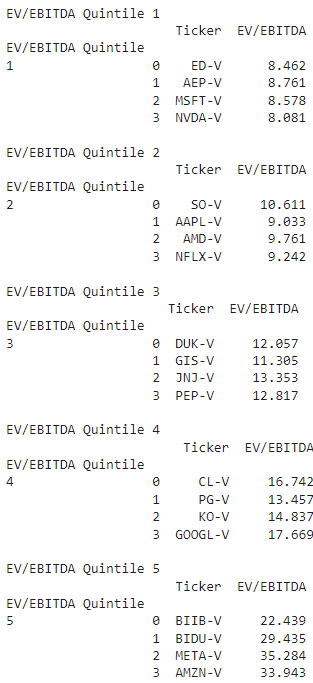 EV/EBITDA Quintile 1
Ticker EV/EBITDA
EV/EBITDA Quintile
1 0 ED-V 8.462
1 AEP-V 8.761
2 MSFT-V 8.578
3 NVDA-V 8.081
EV/EBITDA Quintile 2
Ticker EV/EBITDA
EV/EBITDA Quintile
2 0 SO-V 10.611
1 AAPL-V 9.033
2 AMD-V 9.761
3 NFLX-V 9.242
EV/EBITDA Quintile 3
Ticker EV/EBITDA
EV/EBITDA Quintile
3 0 DUK-V 12.057
1 GIS-V 11.305
2 JNJ-V 13.353
3 PEP-V 12.817
EV/EBITDA Quintile 4
Ticker EV/EBITDA
EV/EBITDA Quintile
4 0 CL-V 16.742
1 PG-V 13.457
2 KO-V 14.837
3 GOOGL-V 17.669
EV/EBITDA Quintile 5
Ticker EV/EBITDA
EV/EBITDA Quintile
5 0 BIIB-V 22.439
1 BIDU-V 29.435
2 META-V 35.284
3 AMZN-V 33.943